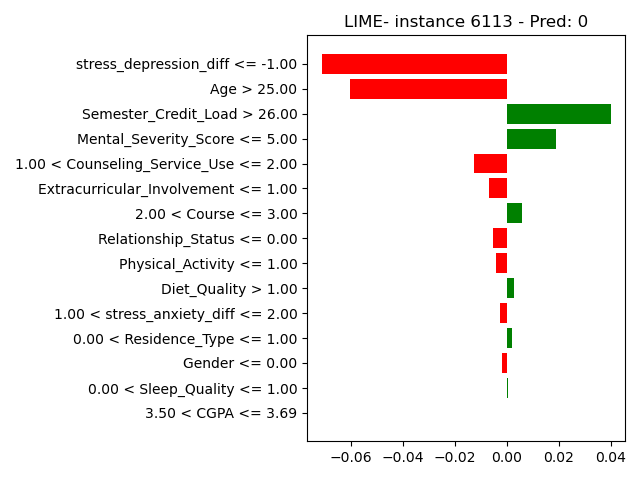 LIME- instance 6113 - Pred: 0
stress_depression_diff <= -1.00
Age > 25.00
Semester_Credit_Load > 26.00
Mental_Severity_Score <= 5.00
1.00 < Counseling_Service_Use <= 2.00
Extracurricular_Involvement <= 1.00
2.00 < Course <= 3.00
Relationship_Status <= 0.00
Physical_Activity <= 1.00
Diet_Quality > 1.00
1.00 < stress_anxiety_diff <= 2.00
0.00 < Residence_Type <= 1.00
Gender <= 0.00
0.00 < Sleep_Quality <= 1.00
3.50 < CGPA <= 3.69
−0.06 −0.04 −0.02 0.00 0.02 0.04